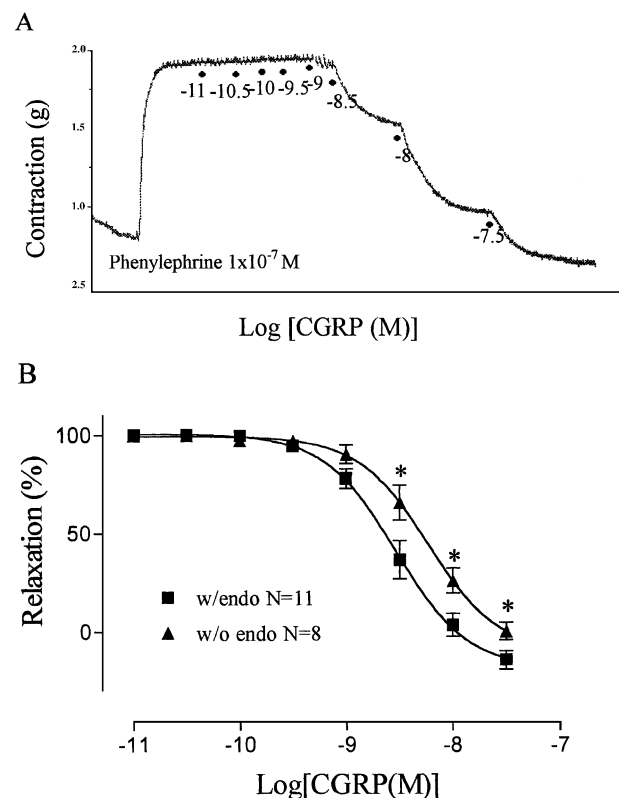 A
2.0
1.5
1.0
2.5
Contraction (g)
-11 -10.5 -10 -9.5 -9 -8.5
-8
-7.5
Phenylephrine 1x10⁻⁷ M
Log [CGRP (M)]
B
100
50
0
Relaxation (%)
*
*
*
w/endo N=11
w/o endo N=8
-11 -10 -9 -8 -7
Log[CGRP(M)]